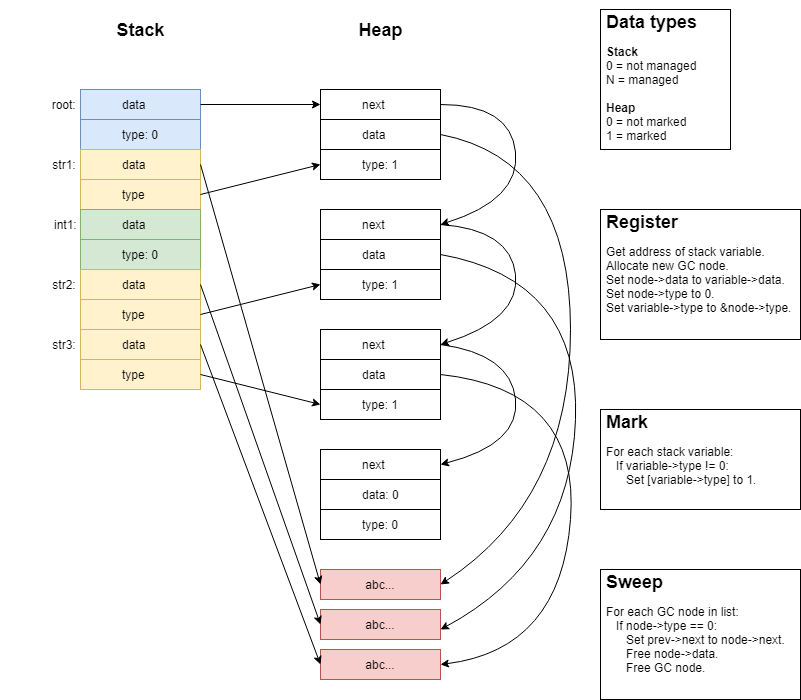 Stack
Heap
root:
data
type: 0
str1:
data
type
int1:
data
type: 0
str2:
data
type
str3:
data
type
next
data
type: 1
next
data
type: 1
next
data
type: 1
next
data: 0
type: 0
abc...
abc...
abc...
Data types
Stack
0 = not managed
N = managed
Heap
0 = not marked
1 = marked
Register
Get address of stack variable.
Allocate new GC node.
Set node->data to variable->data.
Set node->type to 0.
Set variable->type to &node->type.
Mark
For each stack variable:
If variable->type != 0:
Set [variable->type] to 1.
Sweep
For each GC node in list:
If node->type == 0:
Set prev->next to node->next.
Free node->data.
Free GC node.